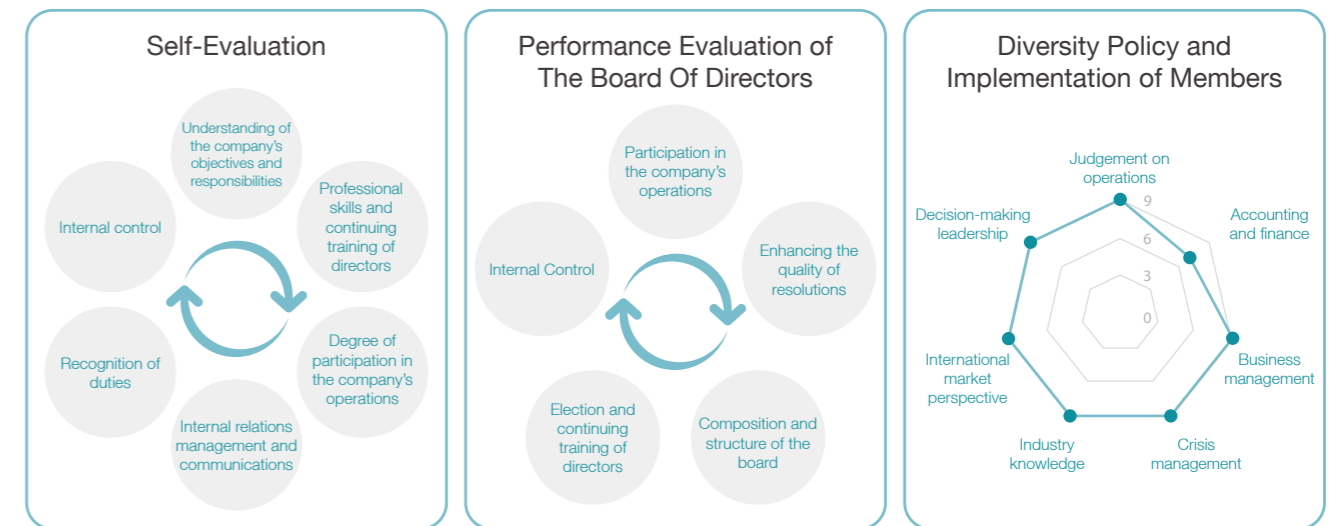 Self-Evaluation
Understanding of
the company's
objectives and
responsibilities
Professional
skills and
continuing
training of
directors
Degree of
participation in
the company's
operations
Internal relations
management and
communications
Recognition of
duties
Internal control
Performance Evaluation of
The Board Of Directors
Participation in
the company's
operations
Enhancing the
quality of
resolutions
Composition and
structure of the
board
Election and
continuing
training of
directors
Internal Control
Diversity Policy and
Implementation of Members
Judgement on
operations
Accounting
and finance
Business
management
Crisis
management
Industry
knowledge
International
market
perspective
Decision-making
leadership
9
6
3
0